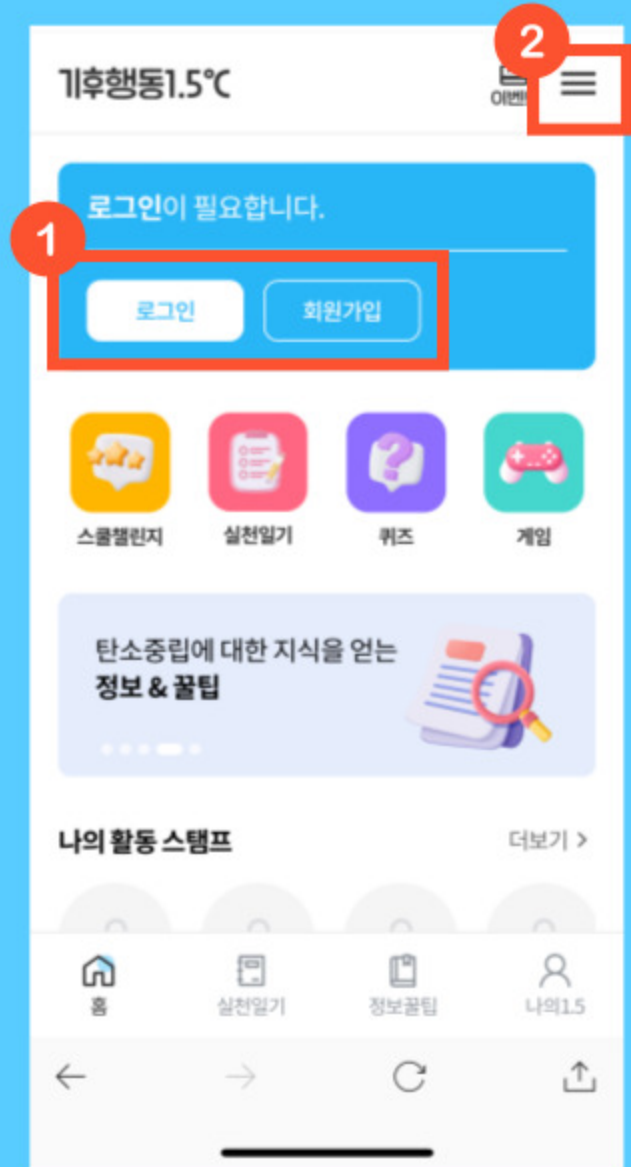 2
기후행동1.5℃
이벤트
1
로그인이 필요합니다.
로그인
회원가입
스쿨챌린지
실천일기
퀴즈
게임
탄소중립에 대한 지식을 얻는
정보 & 꿀팁
나의 활동 스탬프
더보기 >
홈
실천일기
정보꿀팁
나의1.5